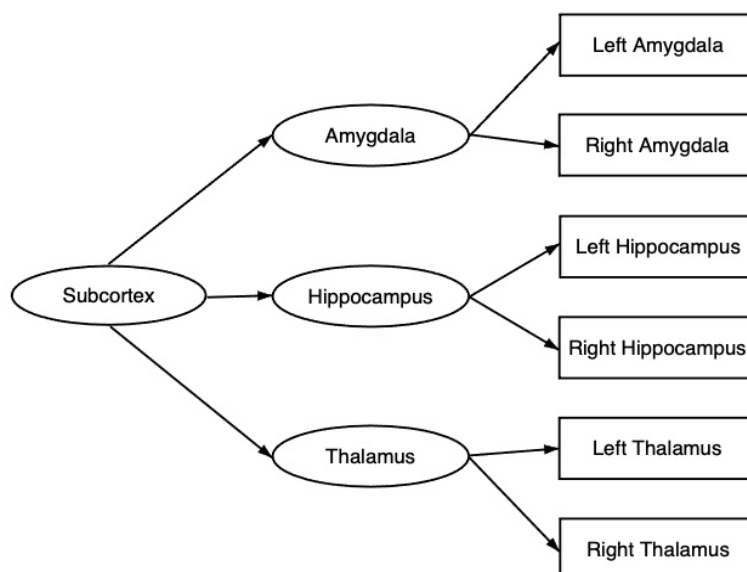 Left Amygdala
Amygdala
Right Amygdala
Left Hippocampus
Subcortex
Hippocampus
Right Hippocampus
Left Thalamus
Thalamus
Right Thalamus